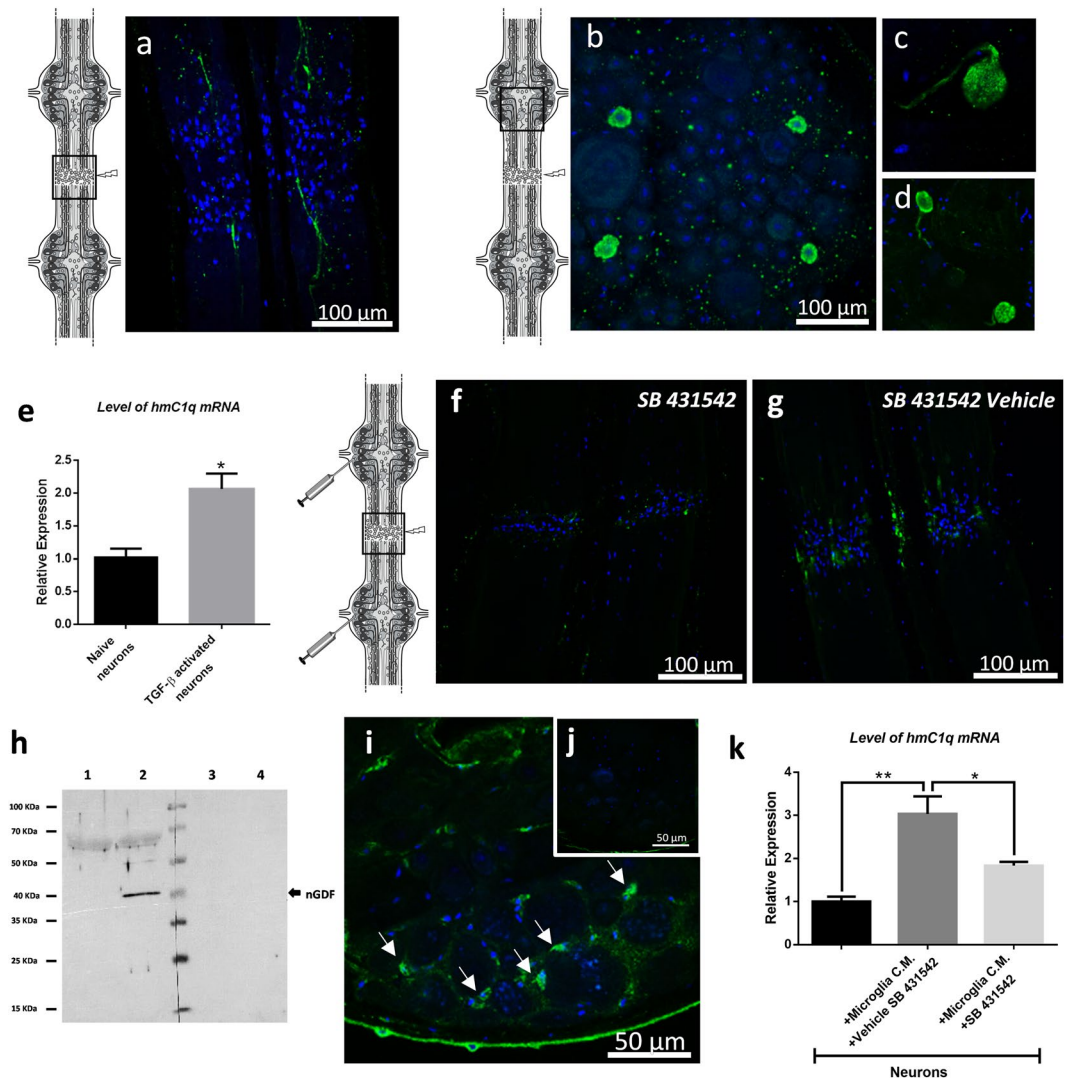 a
100 µm
b
100 µm
c
d
e
Level of hmC1q mRNA
Relative Expression
2.5
2.0
1.5
1.0
0.5
0.0
*
Naive
neurons
TGF-β activated
neurons
f
SB 431542
100 µm
g
SB 431542 Vehicle
100 µm
h
1 2 3 4
100 KDa
70 KDa
50 KDa
40 KDa
35 KDa
25 KDa
15 KDa
nGDF
i
50 µm
j
50 µm
k
Level of hmC1q mRNA
Relative Expression
4
3
2
1
0
** *
+Microglia C.M.
+Vehicle SB 431542
+Microglia C.M.
+SB 431542
Neurons